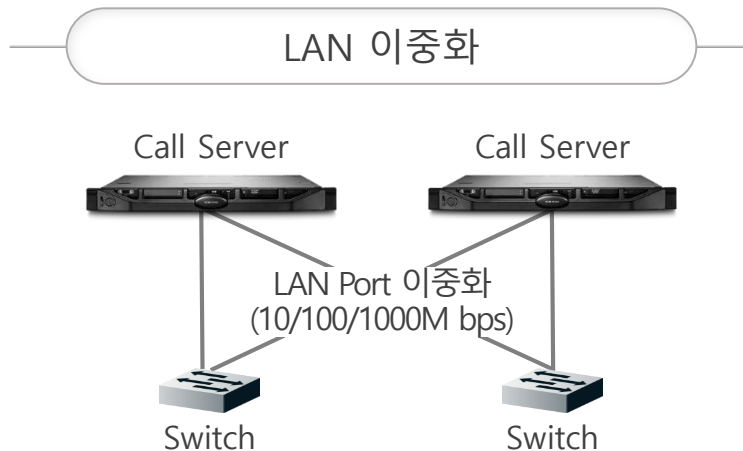 LAN 이중화
Call Server
Call Server
LAN Port 이중화
(10/100/1000M bps)
Switch
Switch